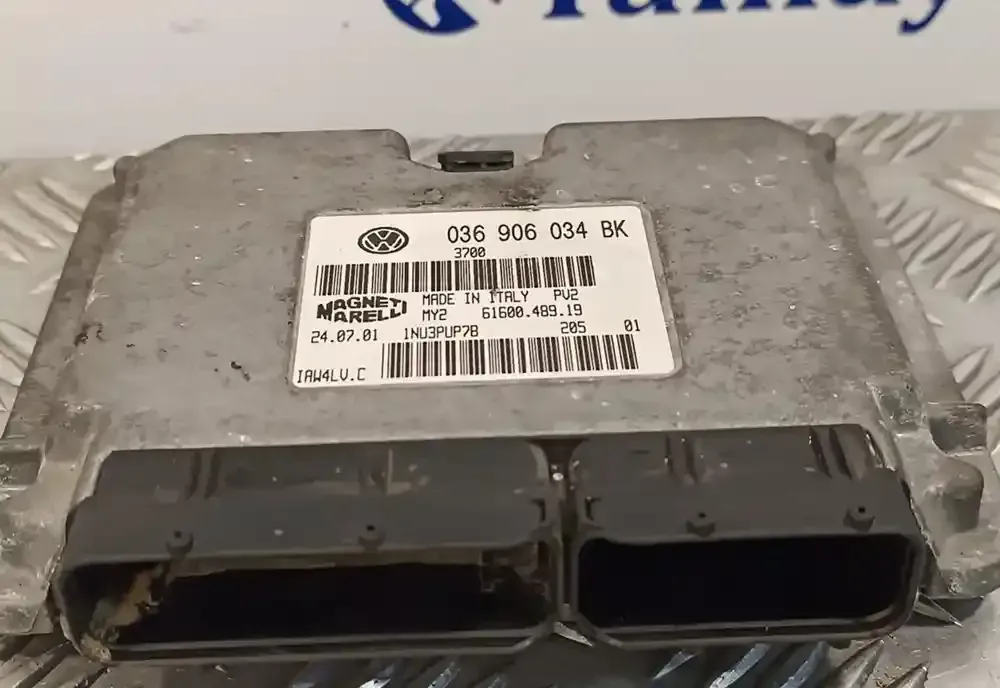 036 906 034 BK
3700
MAGNETI MARELLI
MADE IN ITALY PV2
MY2 61600.489.19
24.07.01 1NU3PUP7B 205 01
IAW4LV.C